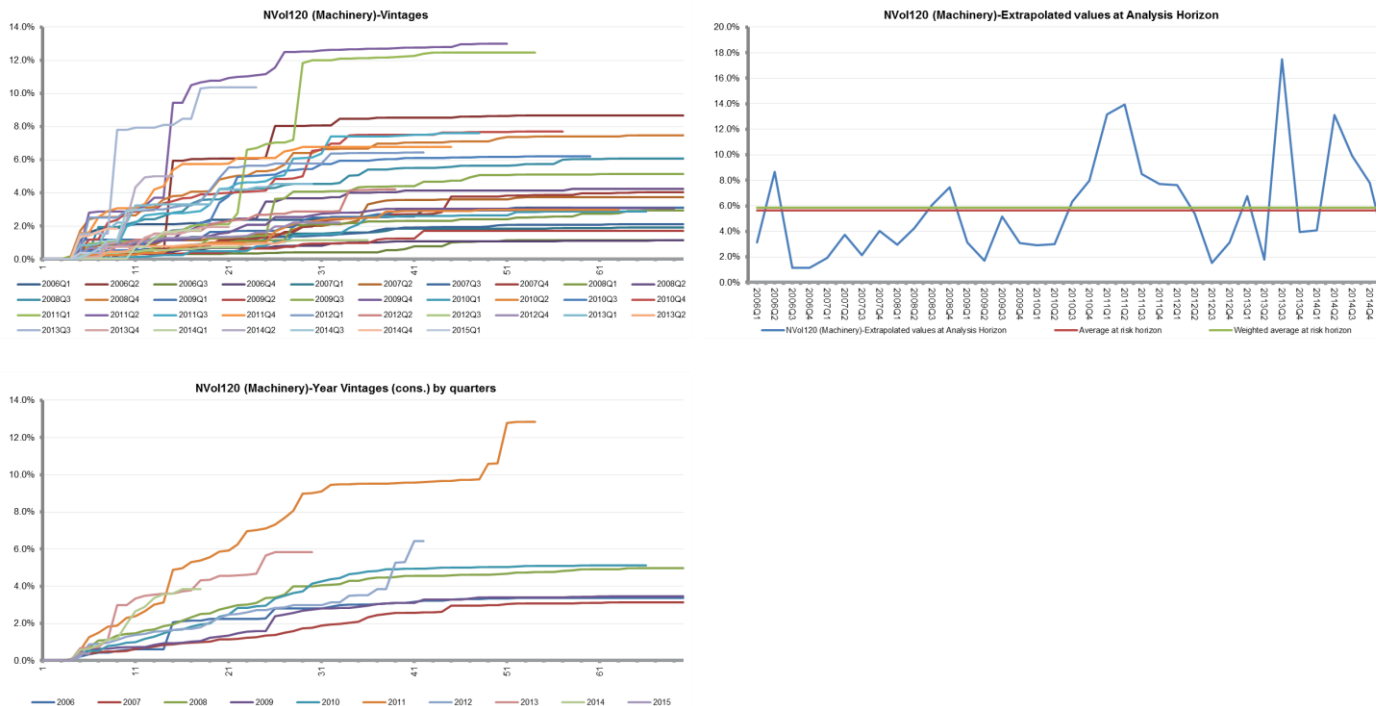 NVol120 (Machinery)-Vintages
14.0%
12.0%
10.0%
8.0%
6.0%
4.0%
2.0%
0.0%
1 11 21 31 41 51 61
2006Q1 2006Q2 2006Q3 2006Q4 2007Q1 2007Q2 2007Q3 2007Q4 2008Q1 2008Q2
2008Q3 2008Q4 2009Q1 2009Q2 2009Q3 2009Q4 2010Q1 2010Q2 2010Q3 2010Q4
2011Q1 2011Q2 2011Q3 2011Q4 2012Q1 2012Q2 2012Q3 2012Q4 2013Q1 2013Q2
2013Q3 2013Q4 2014Q1 2014Q2 2014Q3 2014Q4 2015Q1
NVol120 (Machinery)-Extrapolated values at Analysis Horizon
20.0%
18.0%
16.0%
14.0%
12.0%
10.0%
8.0%
6.0%
4.0%
2.0%
0.0%
2006Q1 2006Q2 2006Q3 2006Q4 2007Q1 2007Q2 2007Q3 2007Q4 2008Q1 2008Q2 2008Q3 2008Q4 2009Q1 2009Q2 2009Q3 2009Q4 2010Q1 2010Q2 2010Q3 2010Q4 2011Q1 2011Q2 2011Q3 2011Q4 2012Q1 2012Q2 2012Q3 2012Q4 2013Q1 2013Q2 2013Q3 2013Q4 2014Q1 2014Q2 2014Q3 2014Q4
NVol120 (Machinery)-Extrapolated values at Analysis Horizon Average at risk horizon Weighted average at risk horizon
NVol120 (Machinery)-Year Vintages (cons.) by quarters
14.0%
12.0%
10.0%
8.0%
6.0%
4.0%
2.0%
0.0%
1 11 21 31 41 51 61
2006 2007 2008 2009 2010 2011 2012 2013 2014 2015